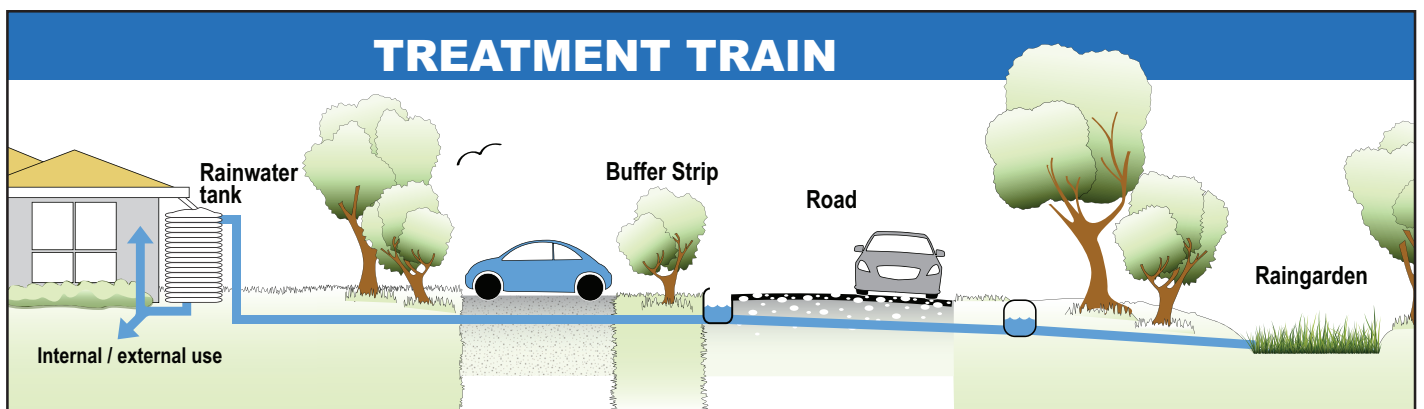 TREATMENT TRAIN
Rainwater
tank
Buffer Strip
Road
Raingarden
Internal / external use